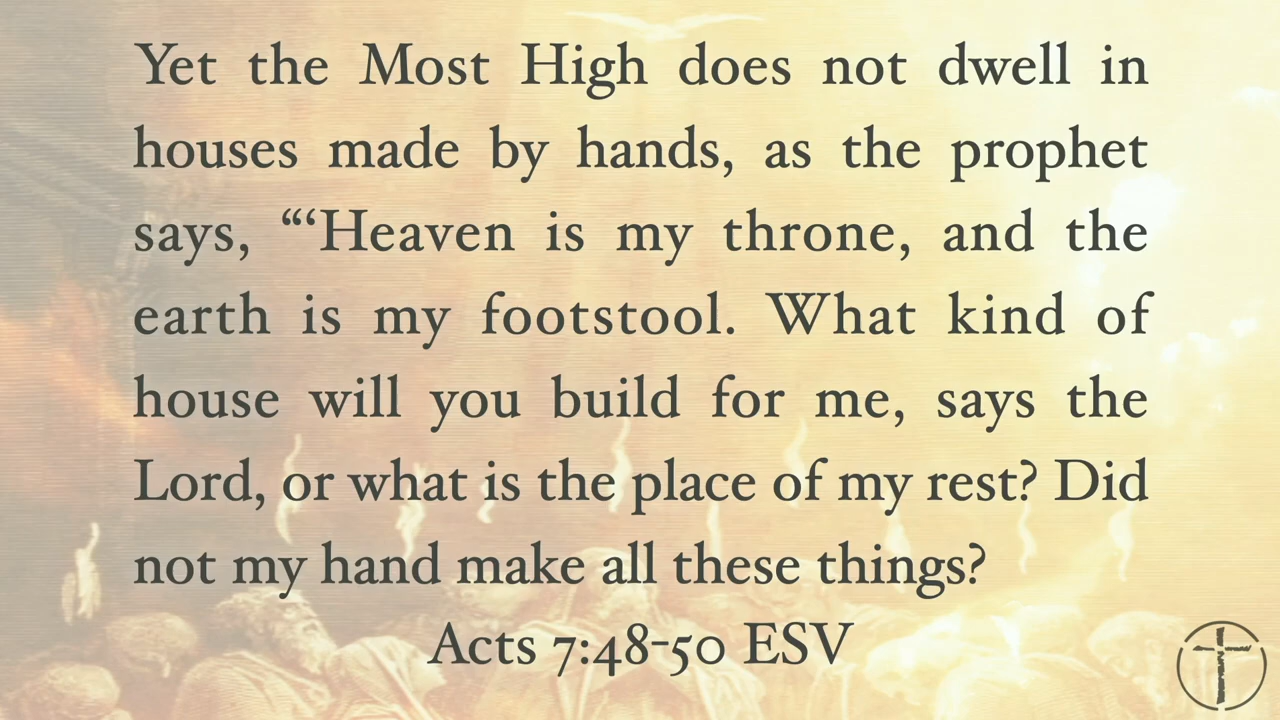 Yet the Most High does not dwell in
houses made by hands, as the prophet
says, “‘Heaven is my throne, and the
earth is my footstool. What kind of
house will you build for me, says the
Lord, or what is the place of my rest? Did
not my hand make all these things?
Acts 7:48-50 ESV